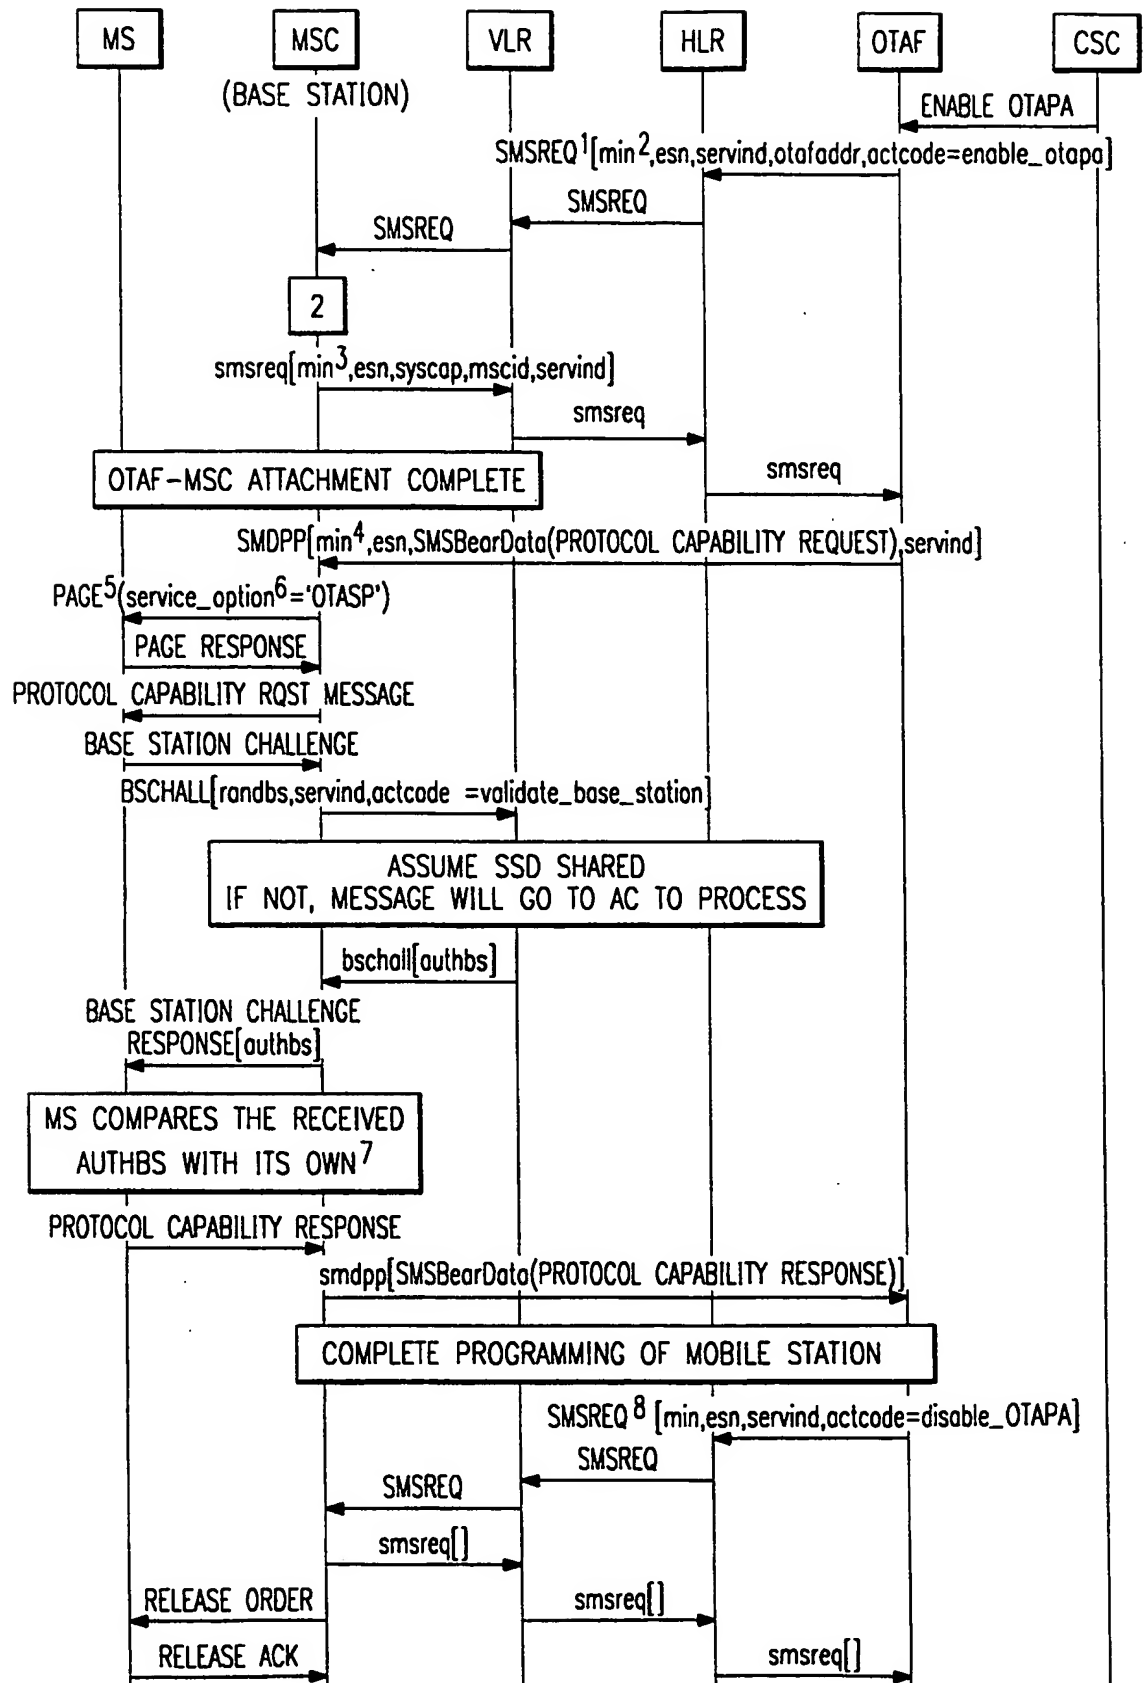 MS MSC VLR HLR OTAF CSC
(BASE STATION)
ENABLE OTAPA
SMSREQ1[min2,esn,servind,otafaddr,actcode=enable_otapa]
SMSREQ
SMSREQ
2
smsreq[min3,esn,syscap,mscid,servind]
smsreq
OTAF-MSC ATTACHMENT COMPLETE
smsreq
SMDPP[min4,esn,SMSBearData(PROTOCOL CAPABILITY REQUEST),servind]
PAGE5(service_option6='OTASP')
PAGE RESPONSE
PROTOCOL CAPABILITY RQST MESSAGE
BASE STATION CHALLENGE
BSCHALL[randbs,servind,actcode =validate_base_station]
ASSUME SSD SHARED
IF NOT, MESSAGE WILL GO TO AC TO PROCESS
bschall[authbs]
BASE STATION CHALLENGE
RESPONSE[authbs]
MS COMPARES THE RECEIVED
AUTHBS WITH ITS OWN7
PROTOCOL CAPABILITY RESPONSE
smdpp[SMSBearData(PROTOCOL CAPABILITY RESPONSE)]
COMPLETE PROGRAMMING OF MOBILE STATION
SMSREQ8 [min,esn,servind,actcode=disable_OTAPA]
SMSREQ
SMSREQ
smsreq[]
RELEASE ORDER
smsreq[]
RELEASE ACK
smsreq[]